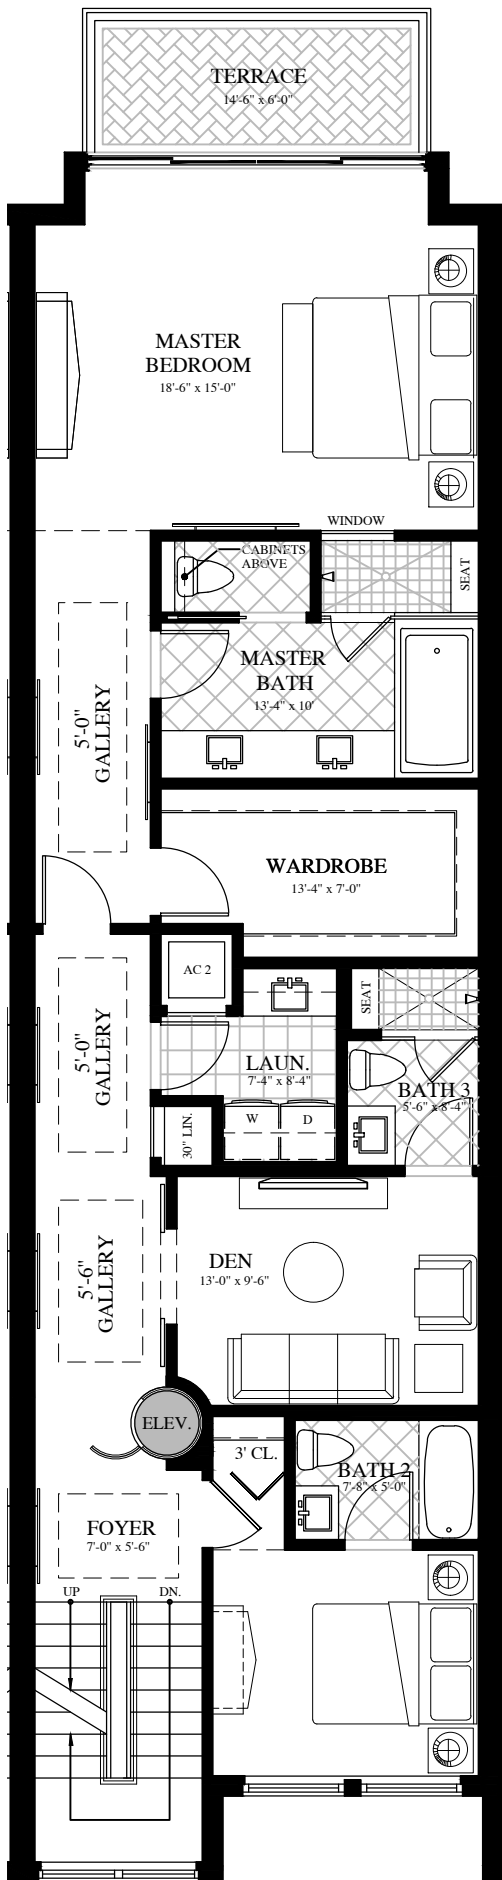 TERRACE
14'-6" x 6'-0"
MASTER
BEDROOM
18'-6" x 15'-0"
WINDOW
CABINETS
ABOVE
SEAT
MASTER
BATH
13'-4" x 10'
5'-0"
GALLERY
WARDROBE
13'-4" x 7'-0"
AC 2
SEAT
5'-0"
GALLERY
LAUN.
7'-4" x 8'-4"
BATH 3
5'-6" x 8'-4"
W
D
30" LIN.
5'-6"
GALLERY
DEN
13'-0" x 9'-6"
ELEV.
3' CL.
BATH 2
7'-8" x 5'-0"
FOYER
7'-0" x 5'-6"
UP
DN.